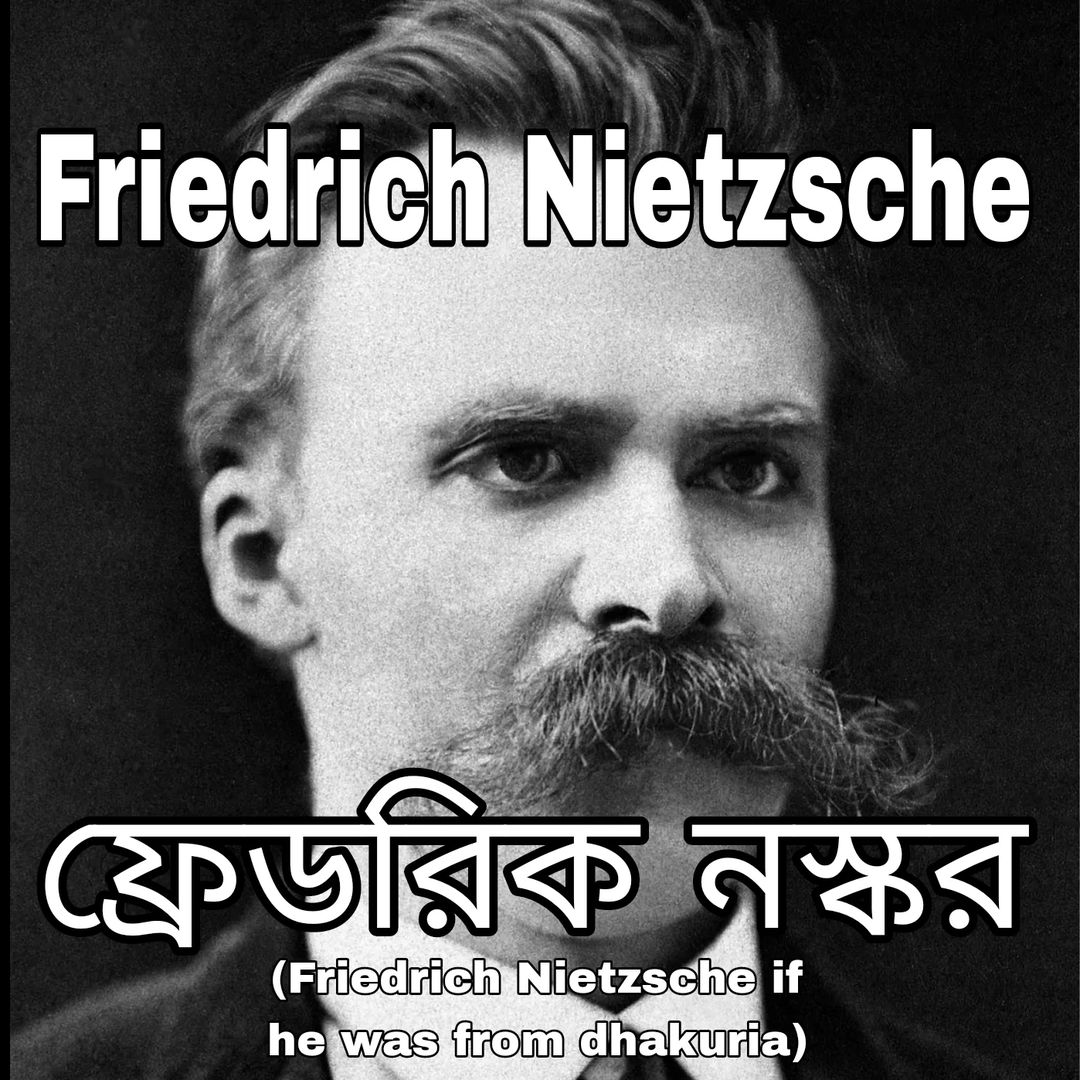 Friedrich Nietzsche
ফ্রেডরিক নস্কর
(Friedrich Nietzsche if
he was from dhakuria)